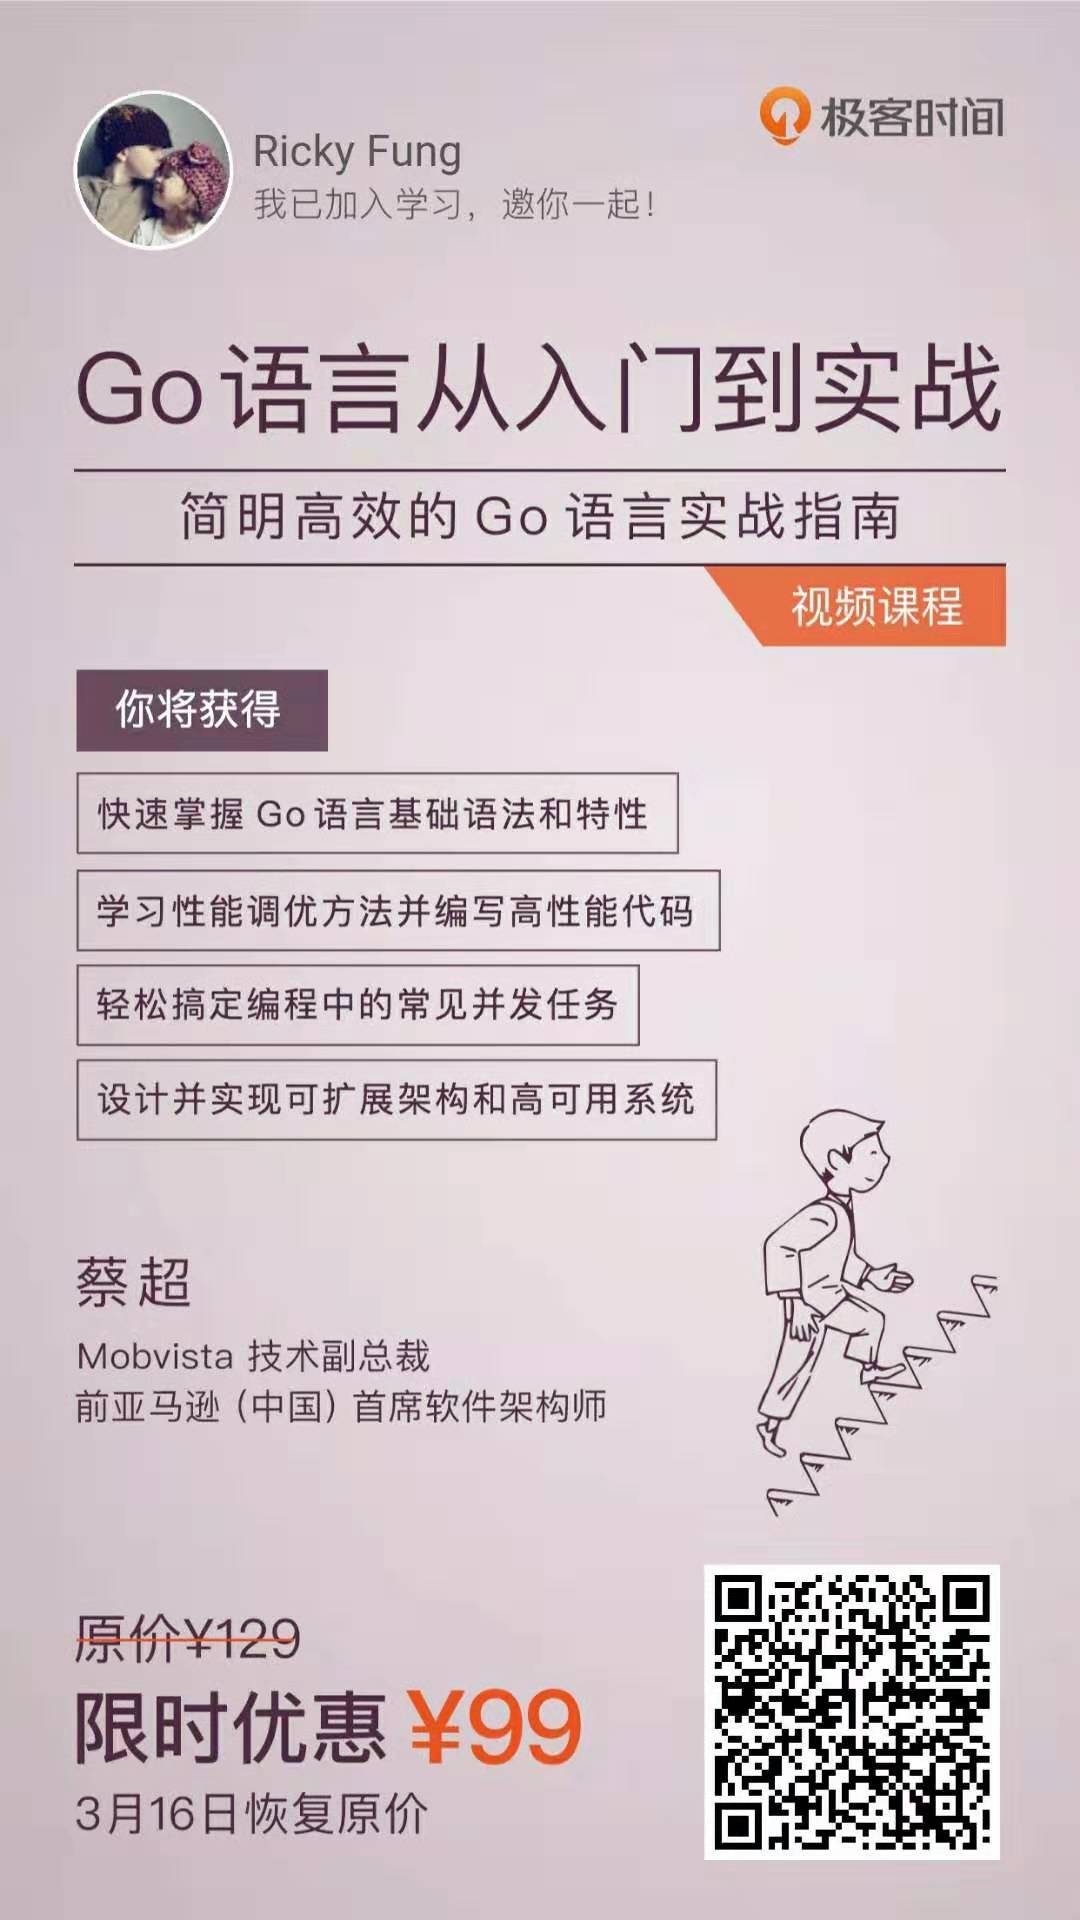 Ricky Fung
极客时间
我已加入学习，邀你一起！
Go 语言从入门到实战
简明高效的 Go 语言实战指南
视频课程
你将获得
快速掌握 Go 语言基础语法和特性
学习性能调优方法并编写高性能代码
轻松搞定编程中的常见并发任务
设计并实现可扩展架构和高可用系统
蔡超
Mobvista 技术副总裁
前亚马逊（中国）首席软件架构师
原价¥129
限时优惠 ¥99
3月16日恢复原价